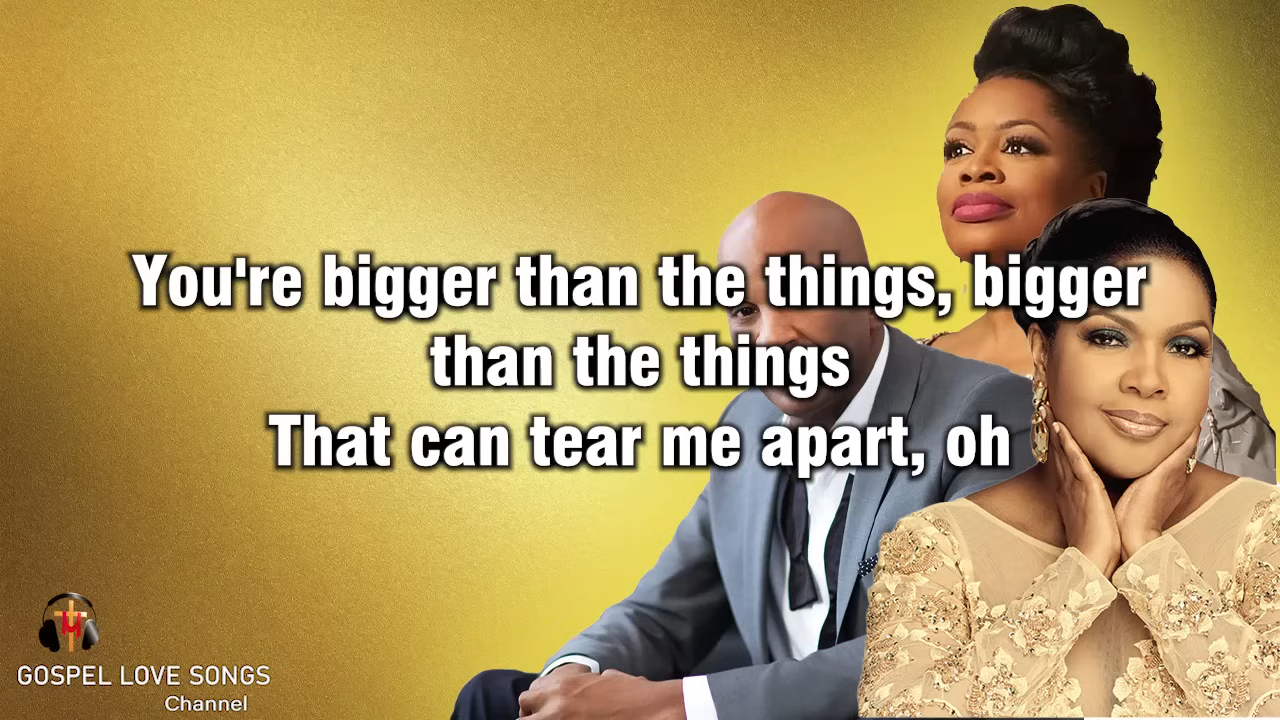 You're bigger than the things, bigger
than the things
That can tear me apart, oh
GOSPEL LOVE SONGS
Channel